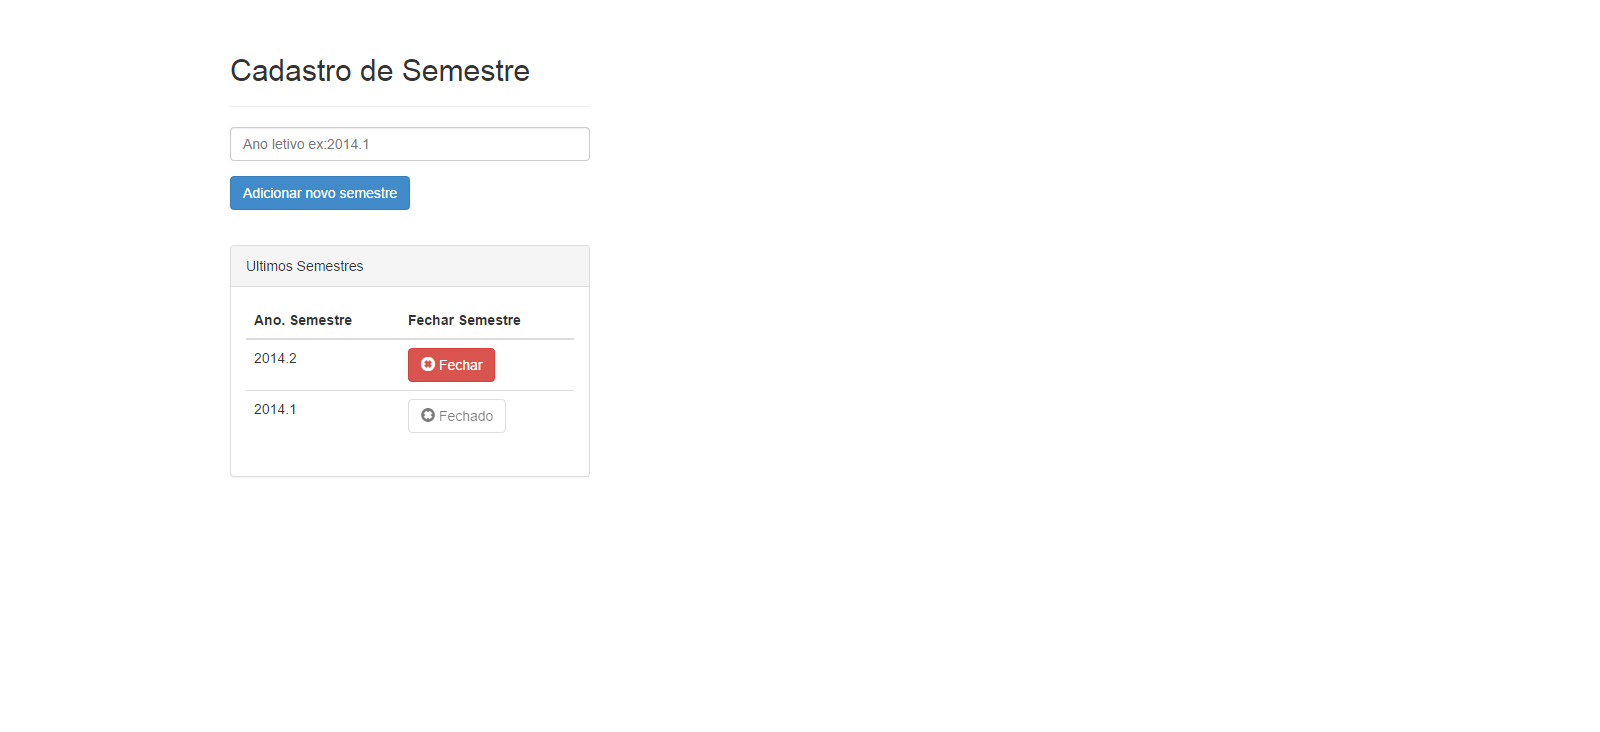 Cadastro de Semestre
Ano letivo ex:2014.1
Adicionar novo semestre
Ultimos Semestres
Ano. Semestre Fechar Semestre
2014.2 Fechar
2014.1 Fechado